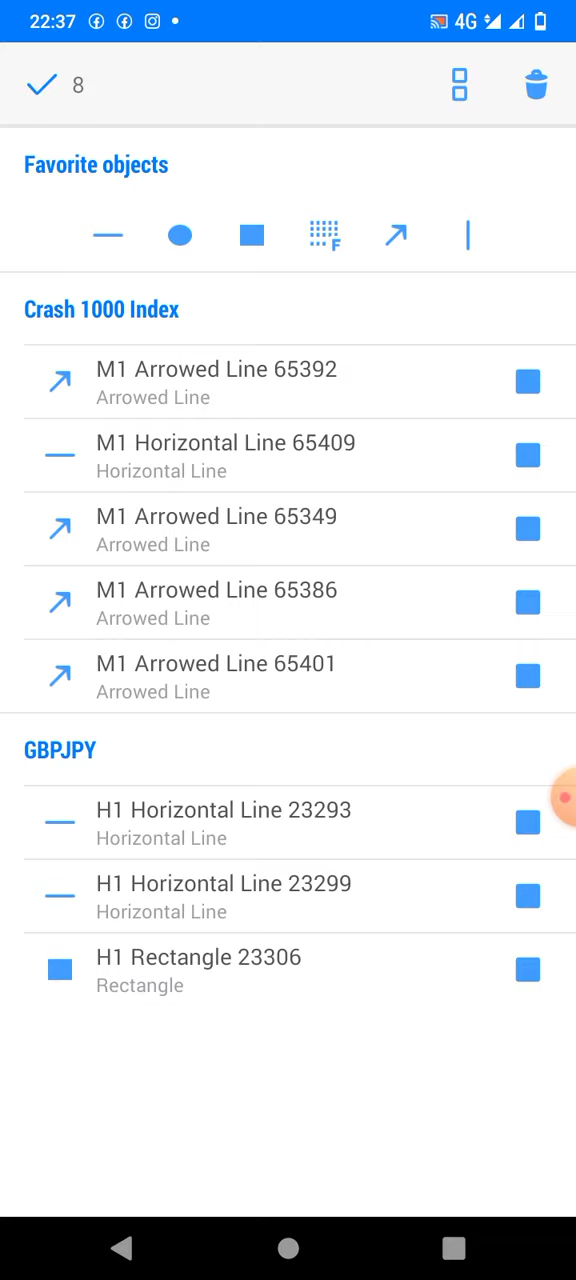 22:37 4G
8
Favorite objects
F
Crash 1000 Index
M1 Arrowed Line 65392
Arrowed Line
M1 Horizontal Line 65409
Horizontal Line
M1 Arrowed Line 65349
Arrowed Line
M1 Arrowed Line 65386
Arrowed Line
M1 Arrowed Line 65401
Arrowed Line
GBPJPY
H1 Horizontal Line 23293
Horizontal Line
H1 Horizontal Line 23299
Horizontal Line
H1 Rectangle 23306
Rectangle